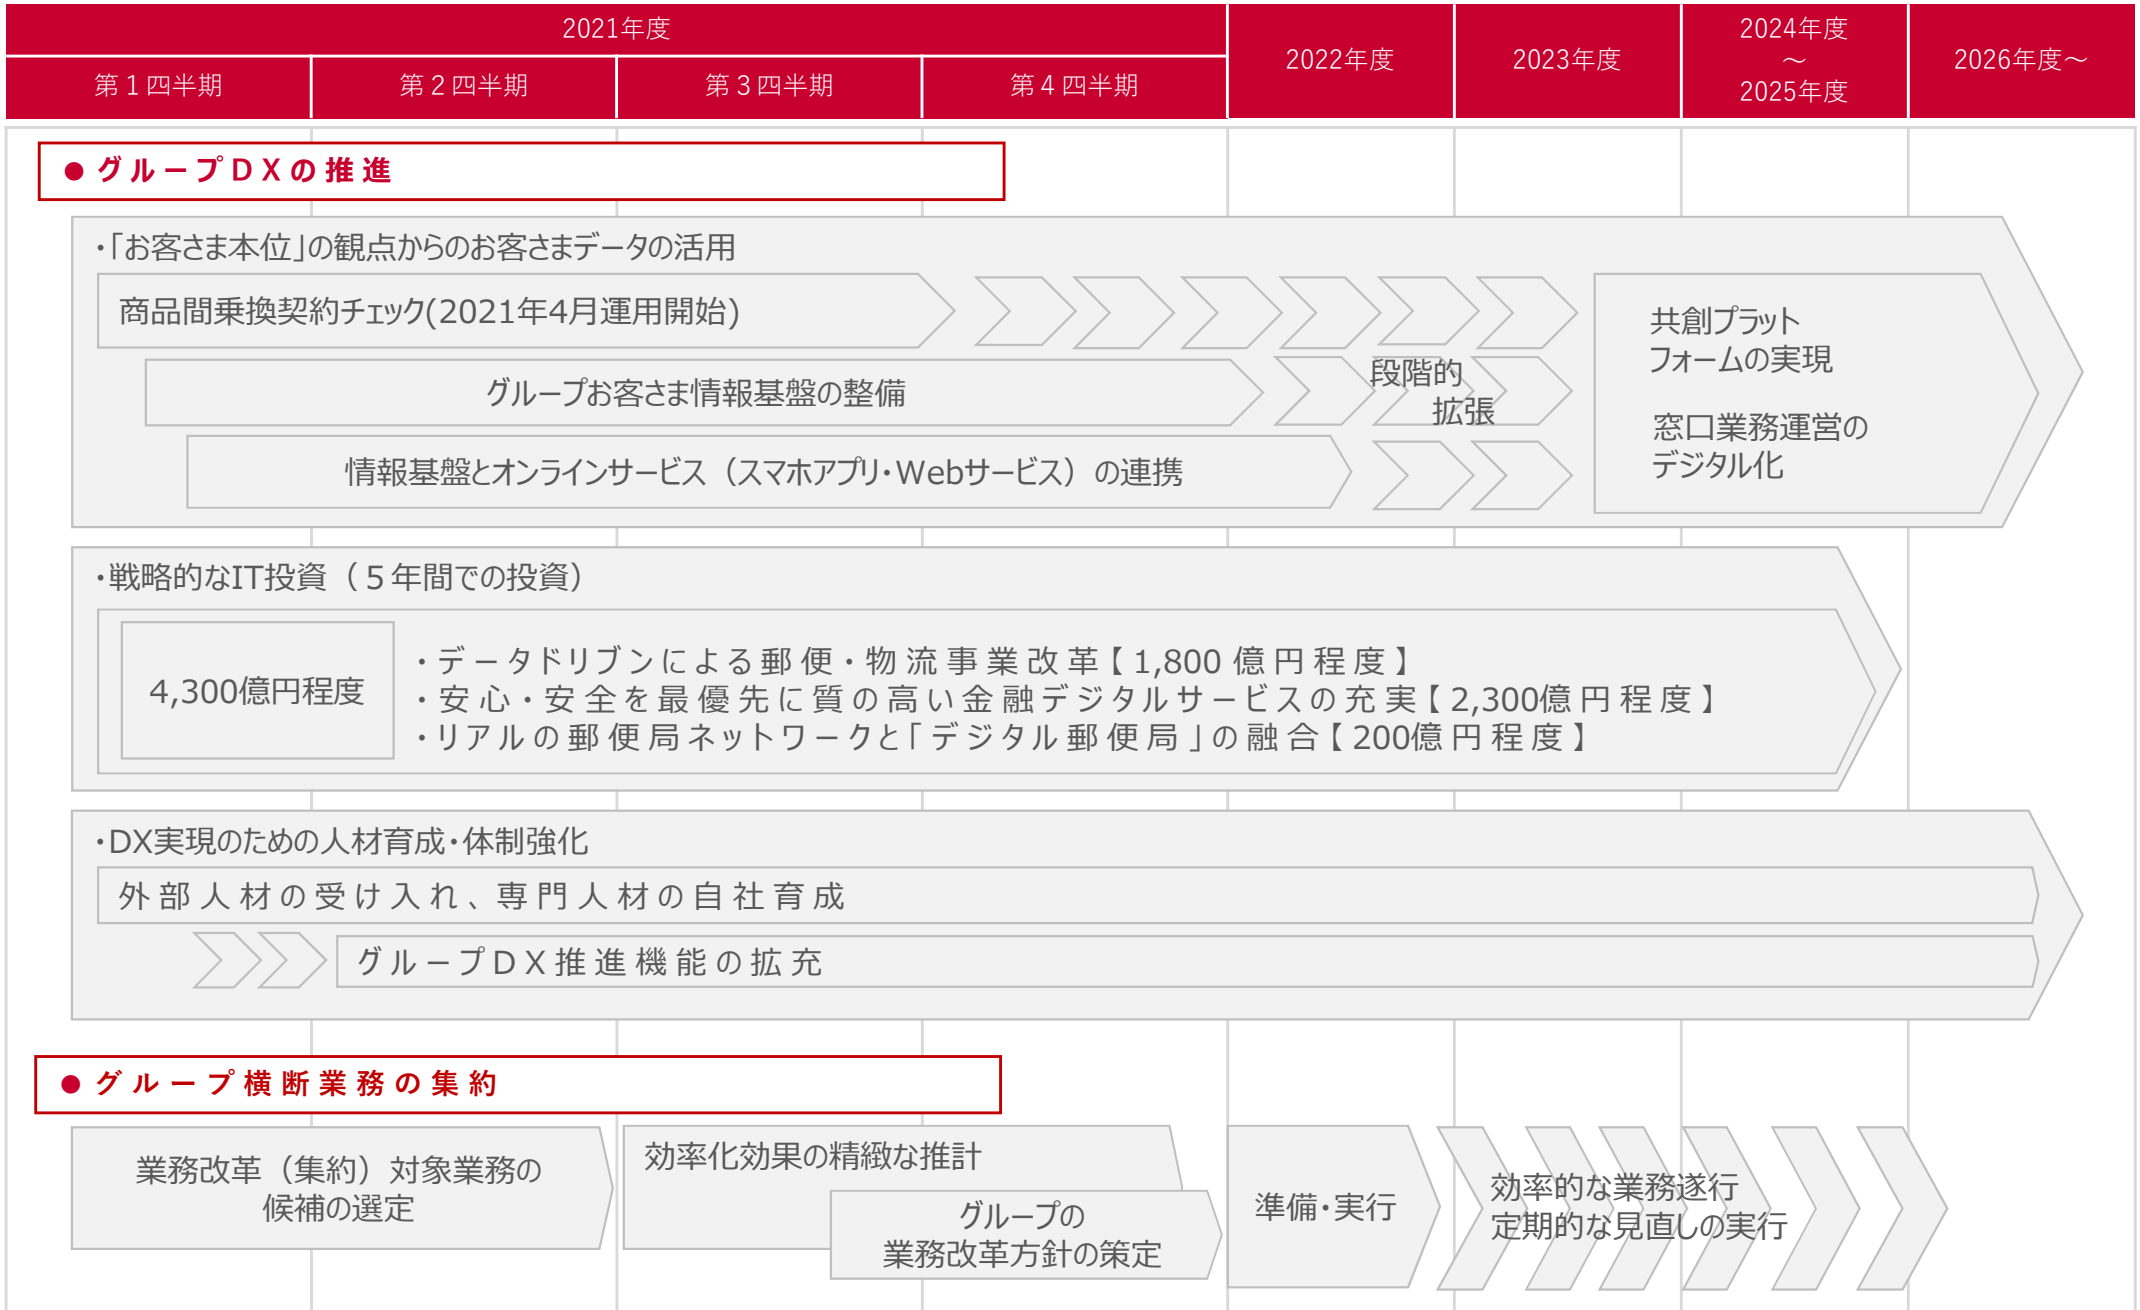 2021年度
2022年度
2023年度
2024年度
～
2025年度
2026年度～
第１四半期
第２四半期
第３四半期
第４四半期
●グループDXの推進
・「お客さま本位」の観点からのお客さまデータの活用
商品間乗換契約チェック(2021年4月運用開始)
グループお客さま情報基盤の整備
段階的
拡張
情報基盤とオンラインサービス（スマホアプリ・Webサービス）の連携
共創プラット
フォームの実現
窓口業務運営の
デジタル化
・戦略的なIT投資（５年間での投資）
4,300億円程度
・データドリブンによる郵便・物流事業改革【1,800億円程度】
・安心・安全を最優先に質の高い金融デジタルサービスの充実【2,300億円程度】
・リアルの郵便局ネットワークと「デジタル郵便局」の融合【200億円程度】
・DX実現のための人材育成・体制強化
外部人材の受け入れ、専門人材の自社育成
グループDX推進機能の拡充
●グループ横断業務の集約
業務改革（集約）対象業務の
候補の選定
効率化効果の精緻な推計
グループの
業務改革方針の策定
準備・実行
効率的な業務遂行
定期的な見直しの実行